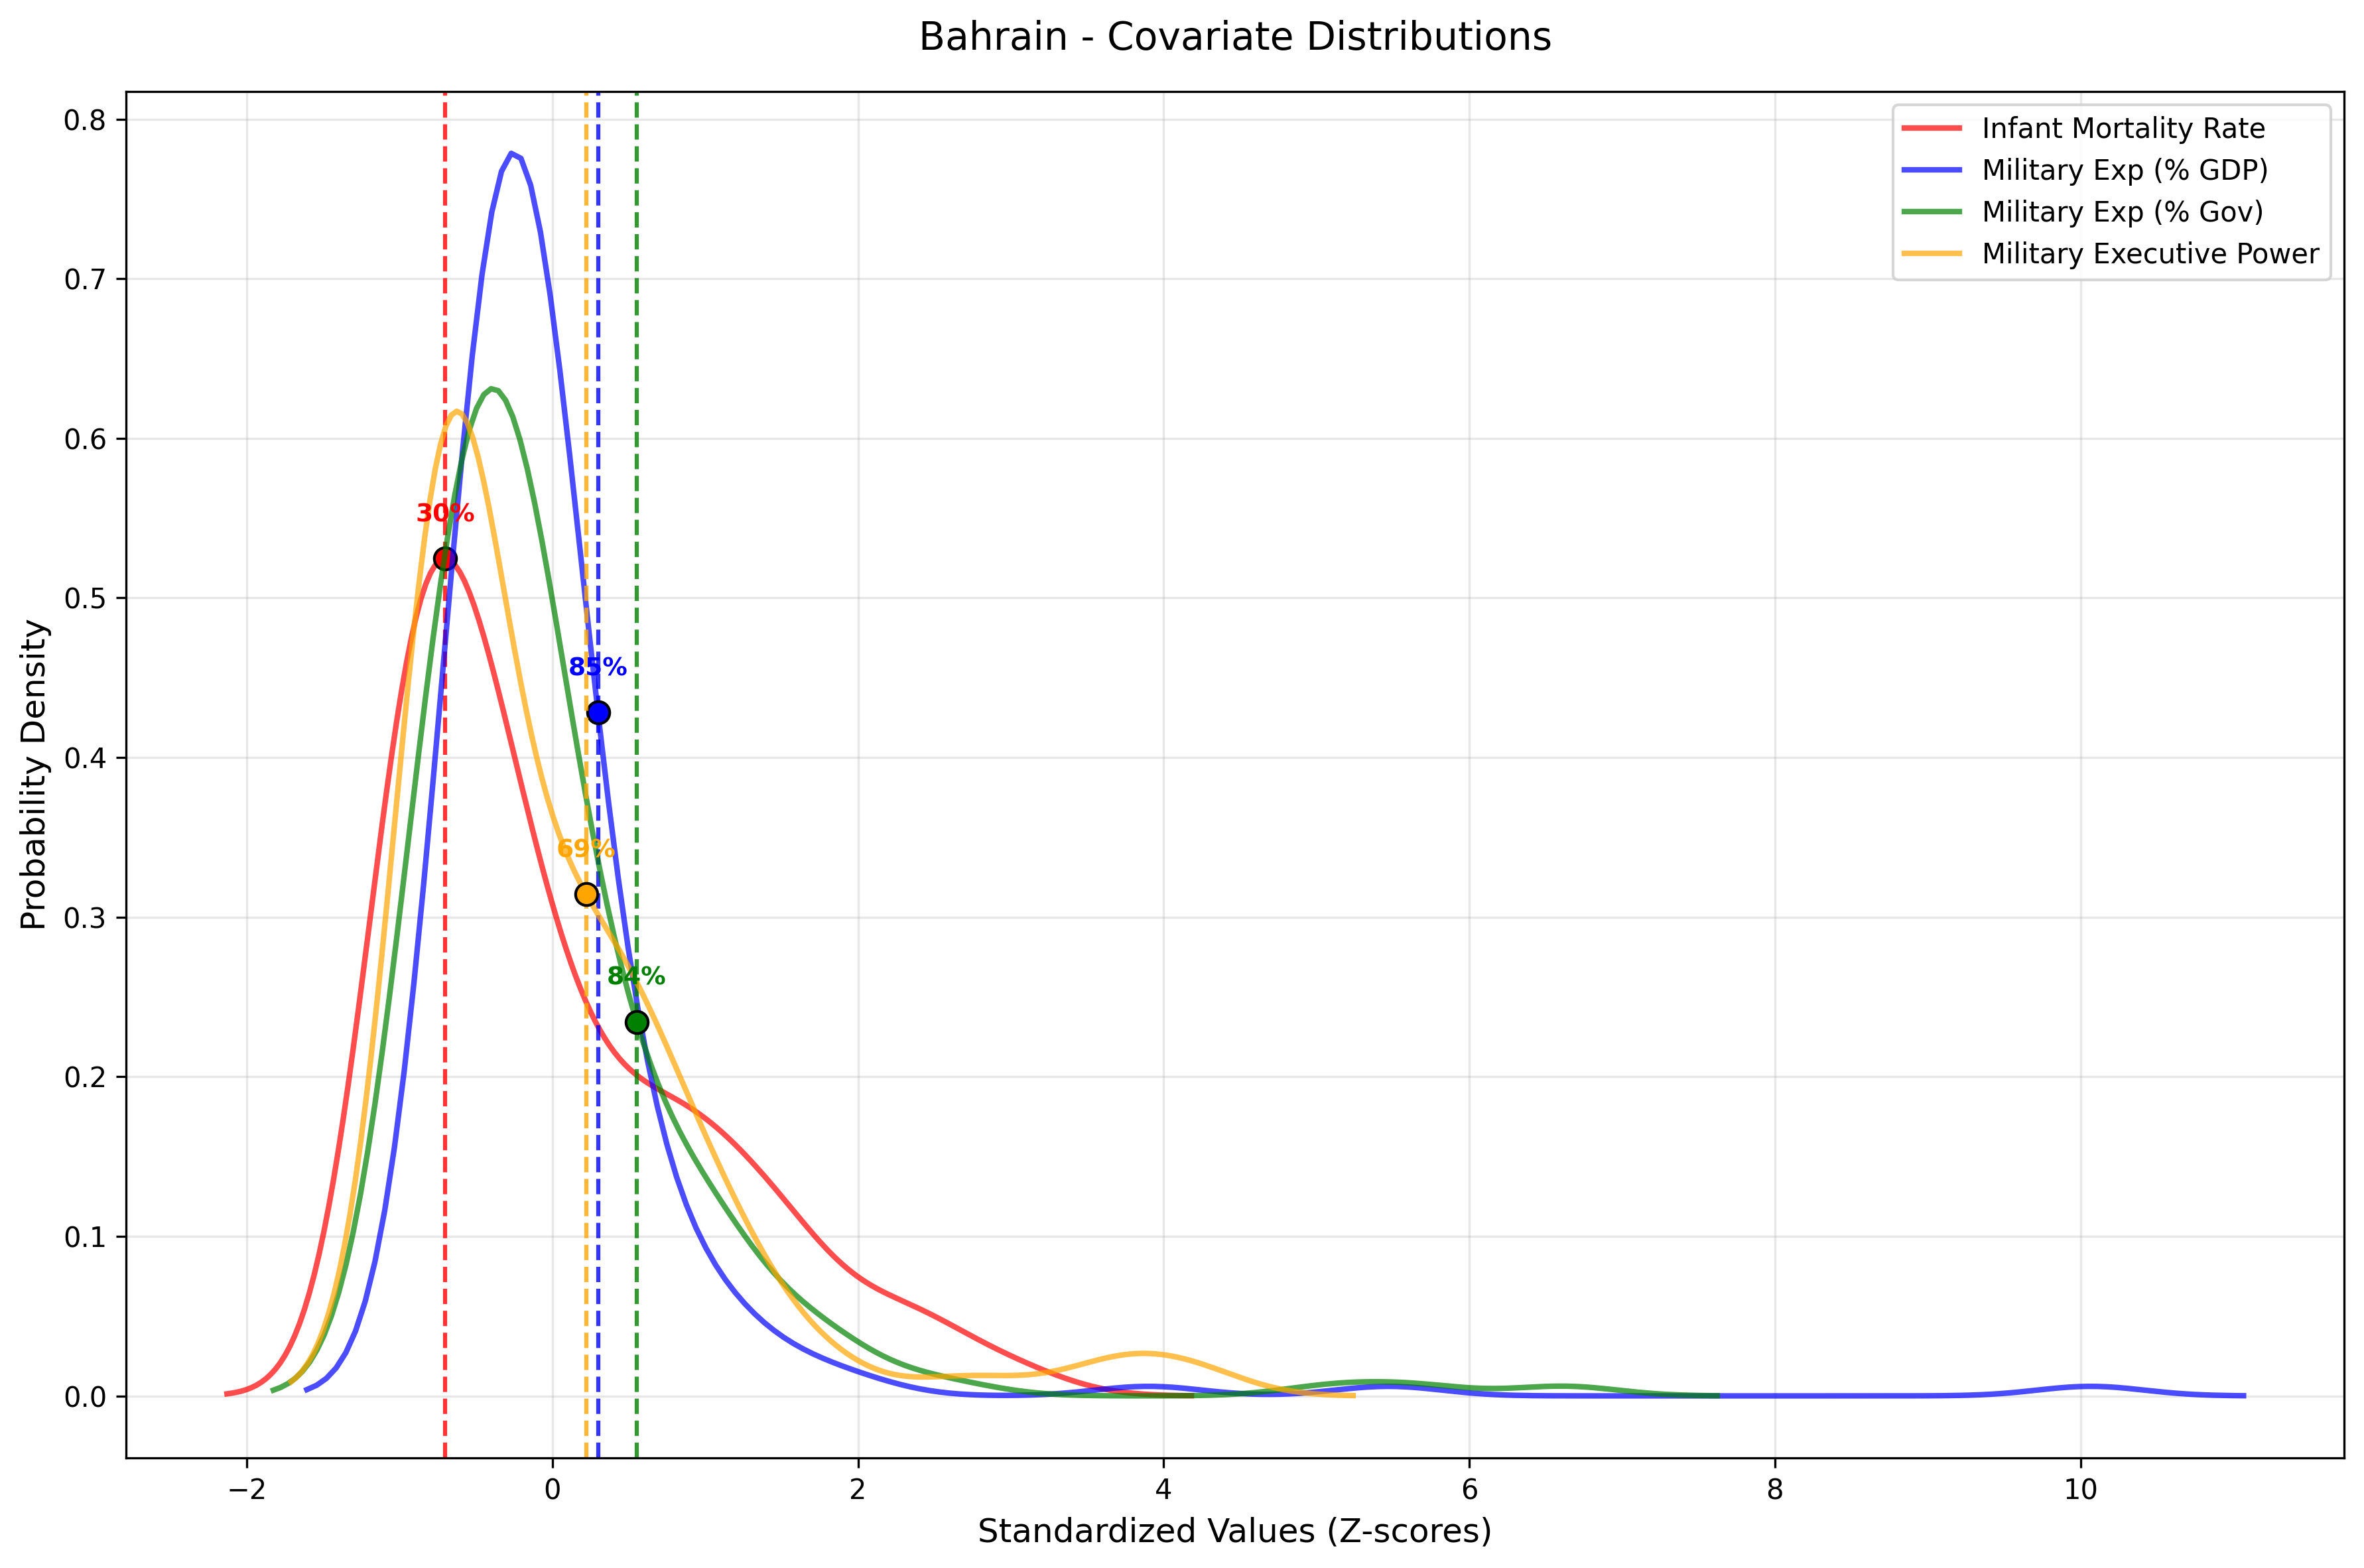 Bahrain - Covariate Distributions
Infant Mortality Rate
Military Exp (% GDP)
Military Exp (% Gov)
Military Executive Power
0.8
0.7
0.6
0.5
0.4
0.3
0.2
0.1
0.0
Probability Density
30%
85%
69%
84%
−2
0
2
4
6
8
10
Standardized Values (Z-scores)